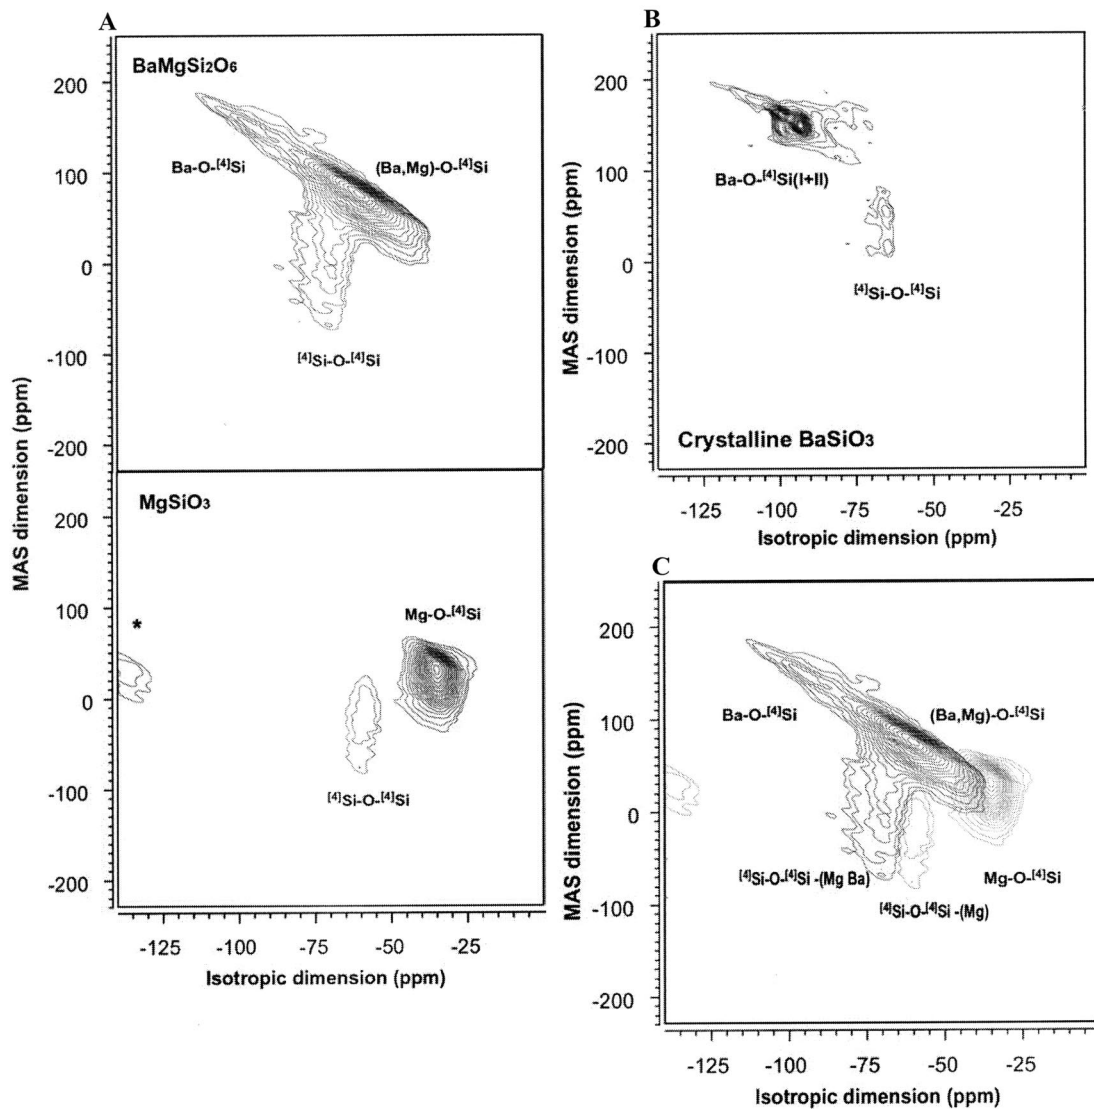 A
BaMgSi₂O₆
200
100
0
-100
-200
Ba-O-[4]Si
(Ba,Mg)-O-[4]Si
[4]Si-O-[4]Si
MAS dimension (ppm)
MgSiO₃
200
100
0
-100
-200
*
Mg-O-[4]Si
[4]Si-O-[4]Si
-125 -100 -75 -50 -25
Isotropic dimension (ppm)
B
200
100
0
-100
-200
MAS dimension (ppm)
Ba-O-[4]Si(I+II)
[4]Si-O-[4]Si
Crystalline BaSiO₃
-125 -100 -75 -50 -25
Isotropic dimension (ppm)
C
200
100
0
-100
-200
MAS dimension (ppm)
Ba-O-[4]Si
(Ba,Mg)-O-[4]Si
[4]Si-O-[4]Si -(Mg Ba)
Mg-O-[4]Si
[4]Si-O-[4]Si -(Mg)
-125 -100 -75 -50 -25
Isotropic dimension (ppm)